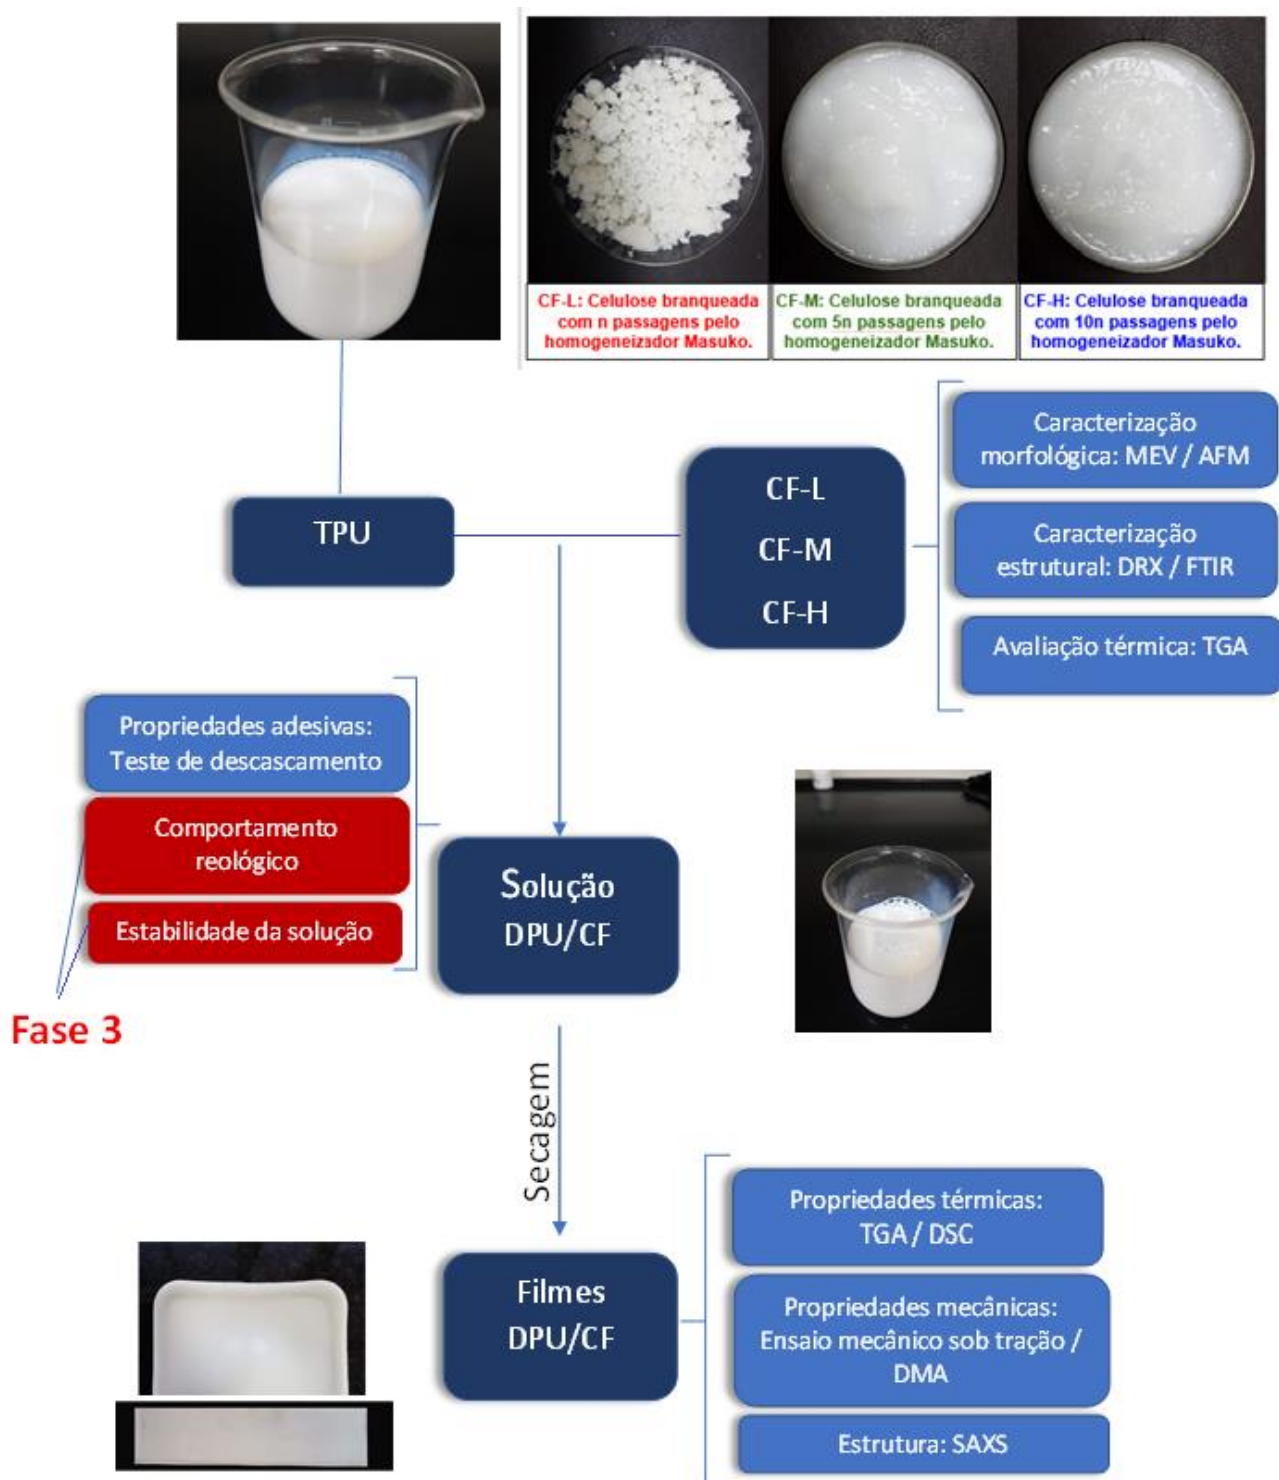 CF-L: Celulose branqueada
com n passagens pelo
homogeneizador Masuko.
CF-M: Celulose branqueada
com 5n passagens pelo
homogeneizador Masuko.
CF-H: Celulose branqueada
com 10n passagens pelo
homogeneizador Masuko.
TPU
CF-L
CF-M
CF-H
Caracterização
morfológica: MEV / AFM
Caracterização
estrutural: DRX / FTIR
Avaliação térmica: TGA
Propriedades adesivas:
Teste de descascamento
Comportamento
reológico
Estabilidade da solução
Fase 3
Solução
DPU/CF
Secagem
Filmes
DPU/CF
Propriedades térmicas:
TGA / DSC
Propriedades mecânicas:
Ensaio mecânico sob tração /
DMA
Estrutura: SAXS